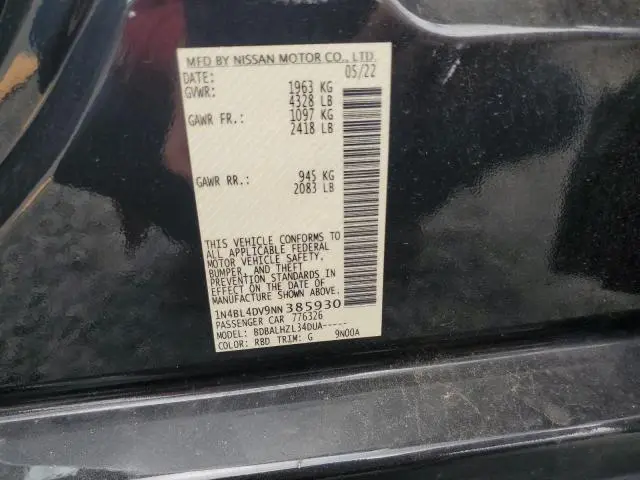 MFD BY NISSAN MOTOR CO., LTD.
DATE: 05/22
GVWR: 1963 KG
4328 LB
GAWR FR.: 1097 KG
2418 LB
GAWR RR.: 945 KG
2083 LB
THIS VEHICLE CONFORMS TO
ALL APPLICABLE FEDERAL
MOTOR VEHICLE SAFETY,
BUMPER, AND THEFT
PREVENTION STANDARDS IN
EFFECT ON THE DATE OF
MANUFACTURE SHOWN ABOVE.
1N4BL4DV9NN385930
PASSENGER CAR 776326
MODEL: BDBALHZL34DUA-----
COLOR: RBD TRIM: G 9N00A